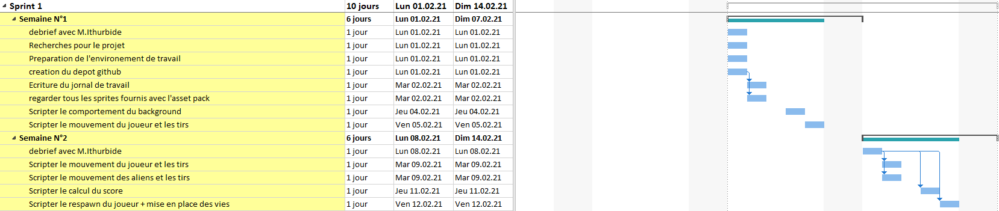 Sprint 1 10 jours Lun 01.02.21 Dim 14.02.21
Semaine N°1 6 jours Lun 01.02.21 Dim 07.02.21
debrief avec M.Ithurbide 1 jour Lun 01.02.21 Lun 01.02.21
Recherches pour le projet 1 jour Lun 01.02.21 Lun 01.02.21
Preparation de l'environement de travail 1 jour Lun 01.02.21 Lun 01.02.21
creation du depot github 1 jour Lun 01.02.21 Lun 01.02.21
Ecriture du jornal de travail 1 jour Mar 02.02.21 Mar 02.02.21
regarder tous les sprites fournis avec l'asset pack 1 jour Mar 02.02.21 Mar 02.02.21
Scripter le comportement du background 1 jour Jeu 04.02.21 Jeu 04.02.21
Scripter le mouvement du joueur et les tirs 1 jour Ven 05.02.21 Ven 05.02.21
Semaine N°2 6 jours Lun 08.02.21 Dim 14.02.21
debrief avec M.Ithurbide 1 jour Lun 08.02.21 Lun 08.02.21
Scripter le mouvement du joueur et les tirs 1 jour Mar 09.02.21 Mar 09.02.21
Scripter le mouvement des aliens et les tirs 1 jour Mar 09.02.21 Mar 09.02.21
Scripter le calcul du score 1 jour Jeu 11.02.21 Jeu 11.02.21
Scripter le respawn du joueur + mise en place des vies 1 jour Ven 12.02.21 Ven 12.02.21